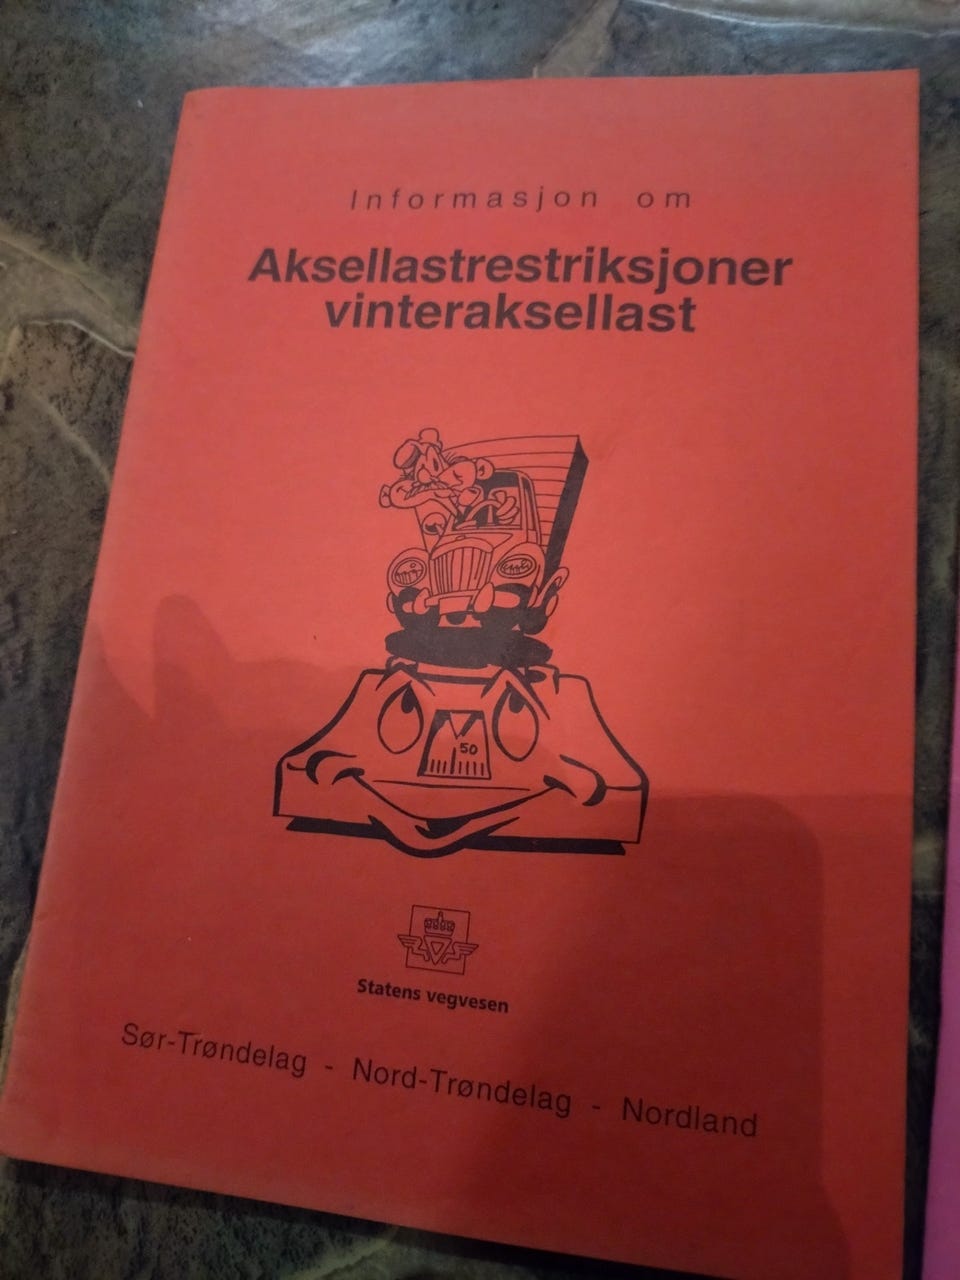 Informasjon om
Aksellastrestriksjoner
vinteraksellast
50
Statens vegvesen
Sør-Trøndelag - Nord-Trøndelag - Nordland